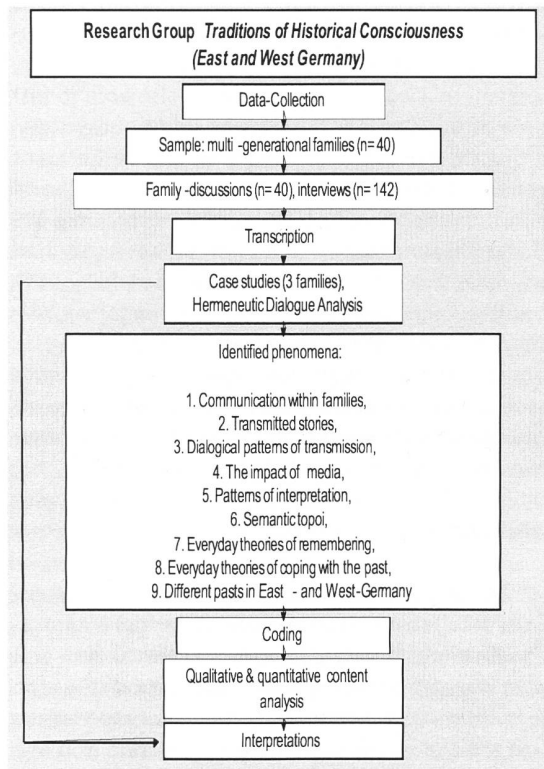 Research Group Traditions of Historical Consciousness
(East and West Germany)
Data-Collection
Sample: multi -generational families (n= 40)
Family -discussions (n= 40), interviews (n= 142)
Transcription
Case studies (3 families),
Hermeneutic Dialogue Analysis
Identified phenomena:
1. Communication within families,
2. Transmitted stories,
3. Dialogical patterns of transmission,
4. The impact of media,
5. Patterns of interpretation,
6. Semantic topoi,
7. Everyday theories of remembering,
8. Everyday theories of coping with the past,
9. Different pasts in East - and West-Germany
Coding
Qualitative & quantitative content
analysis
Interpretations